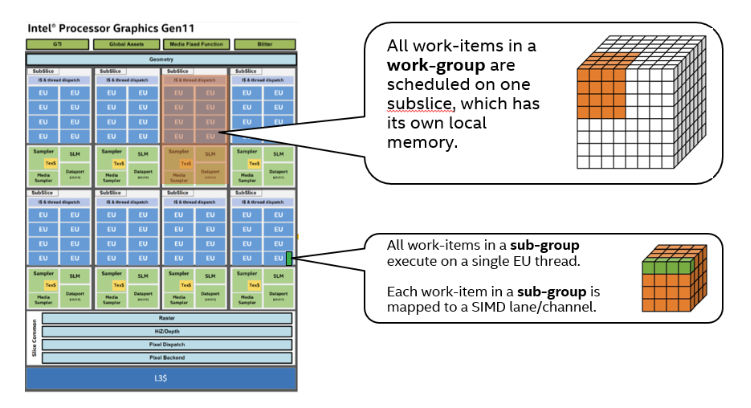 Intel® Processor Graphics Gen11
GTI Global Assets Media Fixed Function Blitter
Geometry
SubSlice SubSlice SubSlice SubSlice
IS & thread dispatch IS & thread dispatch IS & thread dispatch IS & thread dispatch
EU EU EU EU EU EU EU EU
EU EU EU EU EU EU EU EU
EU EU EU EU EU EU EU EU
EU EU EU EU EU EU EU EU
Sampler SLM Sampler SLM Sampler SLM Sampler SLM
Tex$ Tex$ Tex$ Tex$
Media Sampler Dataport Media Sampler Dataport Media Sampler Dataport Media Sampler Dataport
SubSlice SubSlice SubSlice SubSlice
IS & thread dispatch IS & thread dispatch IS & thread dispatch IS & thread dispatch
EU EU EU EU EU EU EU EU
EU EU EU EU EU EU EU EU
EU EU EU EU EU EU EU EU
EU EU EU EU EU EU EU EU
Sampler SLM Sampler SLM Sampler SLM Sampler SLM
Tex$ Tex$ Tex$ Tex$
Media Sampler Dataport Media Sampler Dataport Media Sampler Dataport Media Sampler Dataport
Slice Common
Raster
HiZ/Depth
Pixel Dispatch
Pixel Backend
L3$
All work-items in a
work-group are
scheduled on one
subslice, which has
its own local
memory.
All work-items in a sub-group
execute on a single EU thread.
Each work-item in a sub-group is
mapped to a SIMD lane/channel.